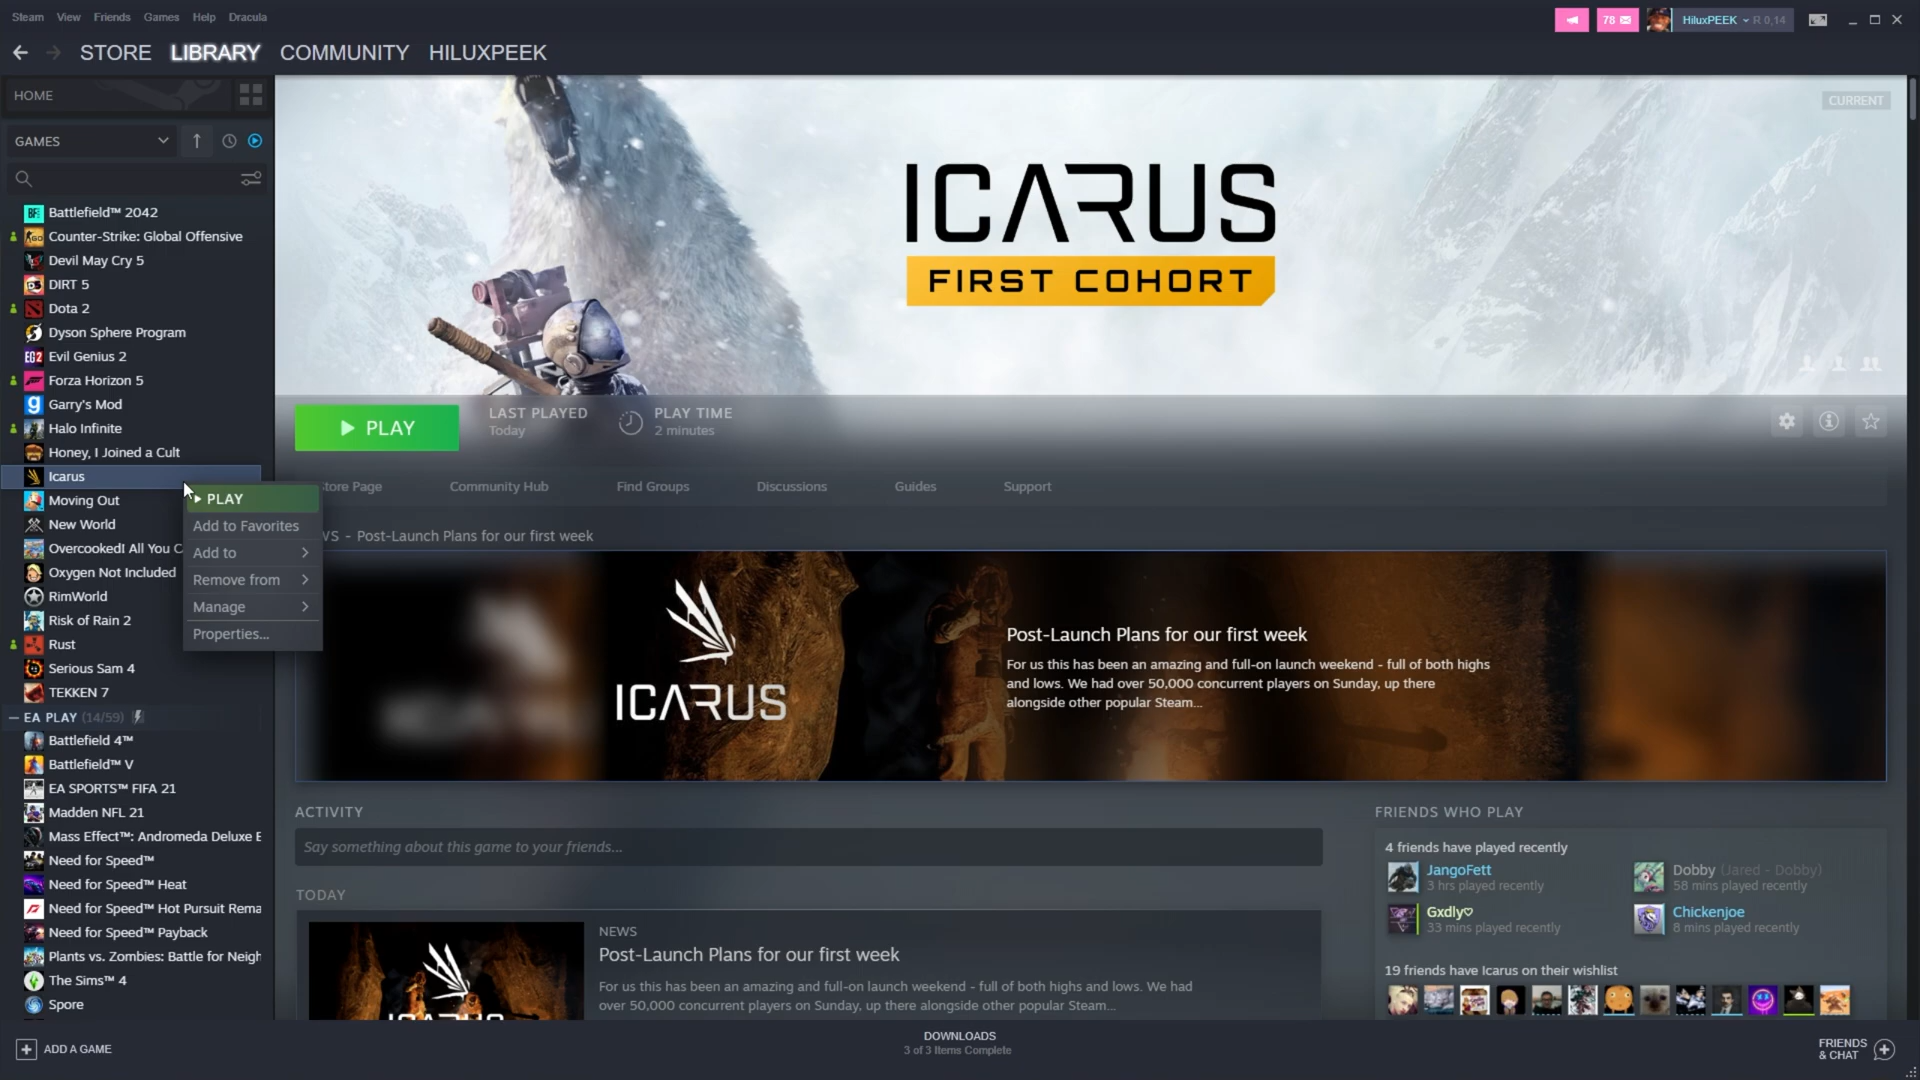 Steam View Friends Games Help Dracula
78
HiluxPEEK
R 0,14
STORE LIBRARY COMMUNITY HILUXPEEK
HOME
GAMES
Battlefield™ 2042
Counter-Strike: Global Offensive
Devil May Cry 5
DIRT 5
Dota 2
Dyson Sphere Program
Evil Genius 2
Forza Horizon 5
Garry's Mod
Halo Infinite
Honey, I Joined a Cult
Icarus
Moving Out
New World
Overcooked! All You C
Oxygen Not Included
RimWorld
Risk of Rain 2
Rust
Serious Sam 4
TEKKEN 7
EA PLAY (14/59)
Battlefield 4™
Battlefield™ V
EA SPORTS™ FIFA 21
Madden NFL 21
Mass Effect™: Andromeda Deluxe E
Need for Speed™
Need for Speed™ Heat
Need for Speed™ Hot Pursuit Rema
Need for Speed™ Payback
Plants vs. Zombies: Battle for Neigh
The Sims™ 4
Spore
PLAY
Add to Favorites
Add to
Remove from
Manage
Properties...
CURRENT
ICARUS
FIRST COHORT
PLAY
LAST PLAYED
Today
PLAY TIME
2 minutes
tore Page Community Hub Find Groups Discussions Guides Support
WS - Post-Launch Plans for our first week
ICARUS
Post-Launch Plans for our first week
For us this has been an amazing and full-on launch weekend - full of both highs
and lows. We had over 50,000 concurrent players on Sunday, up there
alongside other popular Steam...
ACTIVITY
Say something about this game to your friends...
TODAY
ICARUS
NEWS
Post-Launch Plans for our first week
For us this has been an amazing and full-on launch weekend - full of both highs and lows. We had
over 50,000 concurrent players on Sunday, up there alongside other popular Steam...
FRIENDS WHO PLAY
4 friends have played recently
JangoFett
3 hrs played recently
Dobby (Jared - Dobby)
58 mins played recently
Gxdly♡
33 mins played recently
Chickenjoe
8 mins played recently
19 friends have Icarus on their wishlist
ADD A GAME
DOWNLOADS
3 of 3 Items Complete
FRIENDS
& CHAT